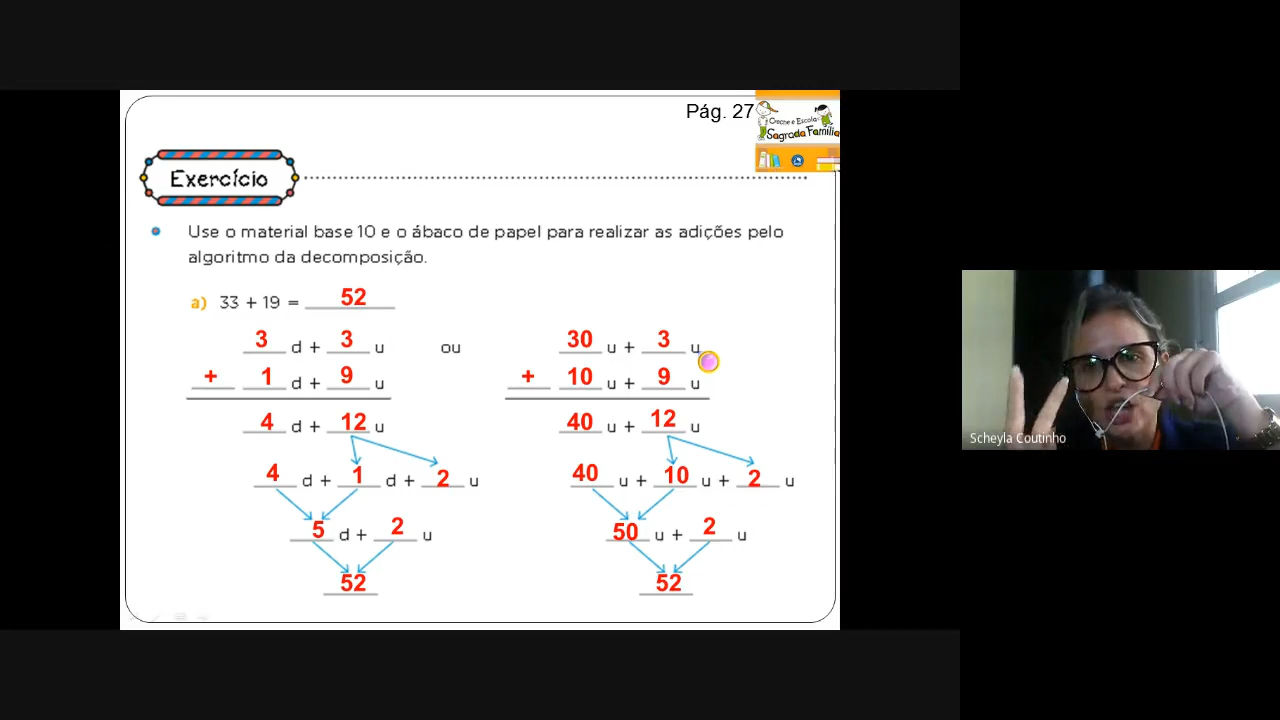 Pág. 27
Creche e Escola
Sagrada Família
Exercício
Use o material base 10 e o ábaco de papel para realizar as adições pelo
algoritmo da decomposição.
a) 33 + 19 = 52
3 d + 3 u ou 30 u + 3 u
+ 1 d + 9 u + 10 u + 9 u
4 d + 12 u 40 u + 12 u
4 d + 1 d + 2 u 40 u + 10 u + 2 u
5 d + 2 u 50 u + 2 u
52 52
Scheyla Coutinho